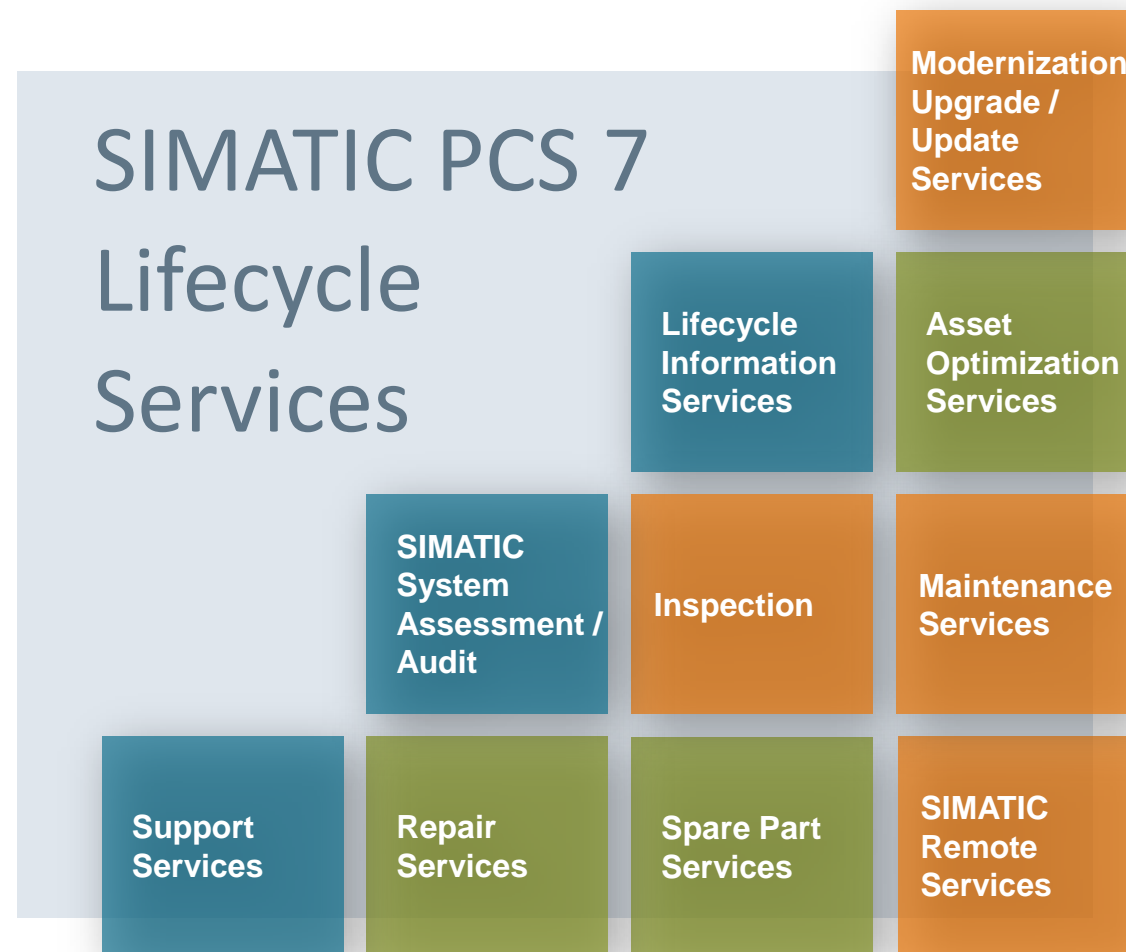 SIMATIC PCS 7
Lifecycle
Services
Modernization
Upgrade /
Update
Services
Lifecycle
Information
Services
Asset
Optimization
Services
SIMATIC
System
Assessment /
Audit
Inspection
Maintenance
Services
Support
Services
Repair
Services
Spare Part
Services
SIMATIC
Remote
Services